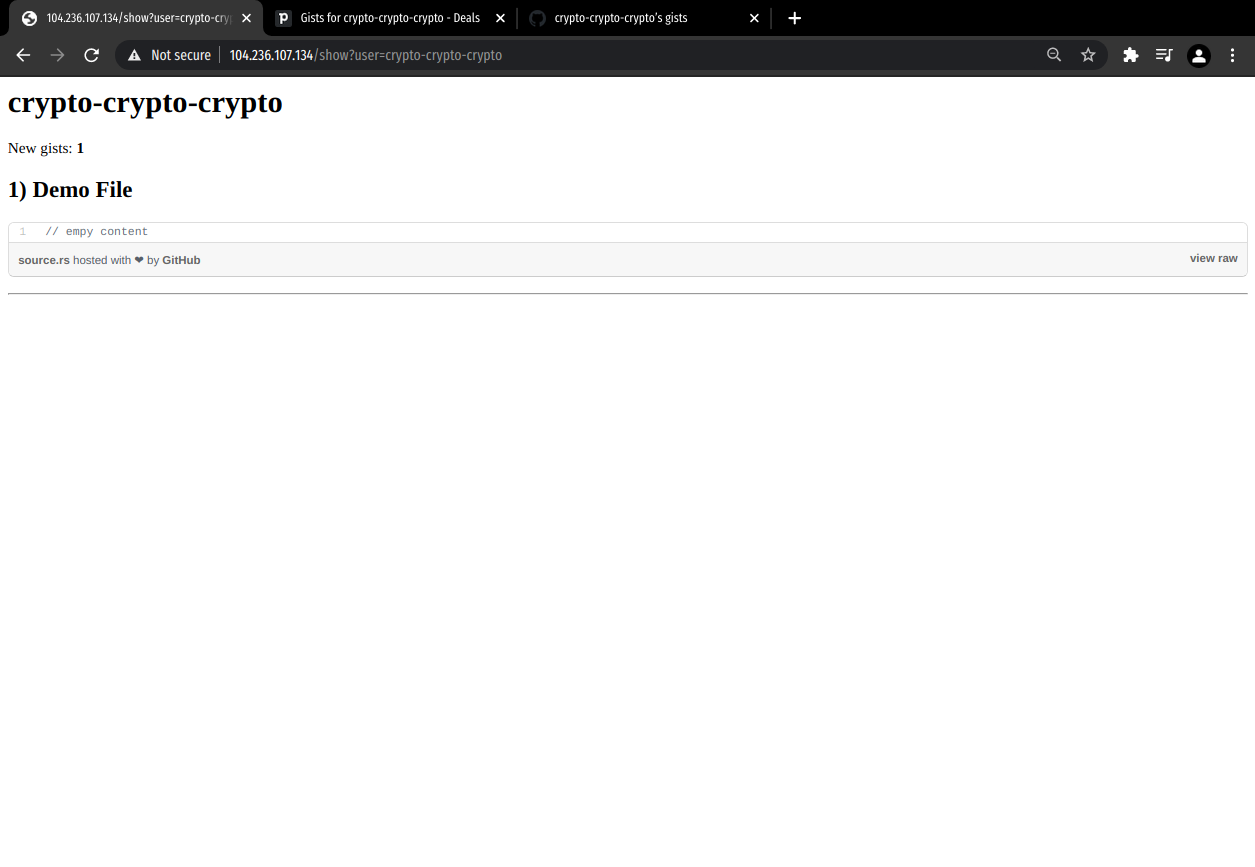 104.236.107.134/show?user=crypto-cry
Gists for crypto-crypto-crypto - Deals
crypto-crypto-crypto's gists
Not secure
104.236.107.134/show?user=crypto-crypto-crypto
crypto-crypto-crypto
New gists: 1
1) Demo File
1 // empy content
source.rs hosted with ❤ by GitHub
view raw